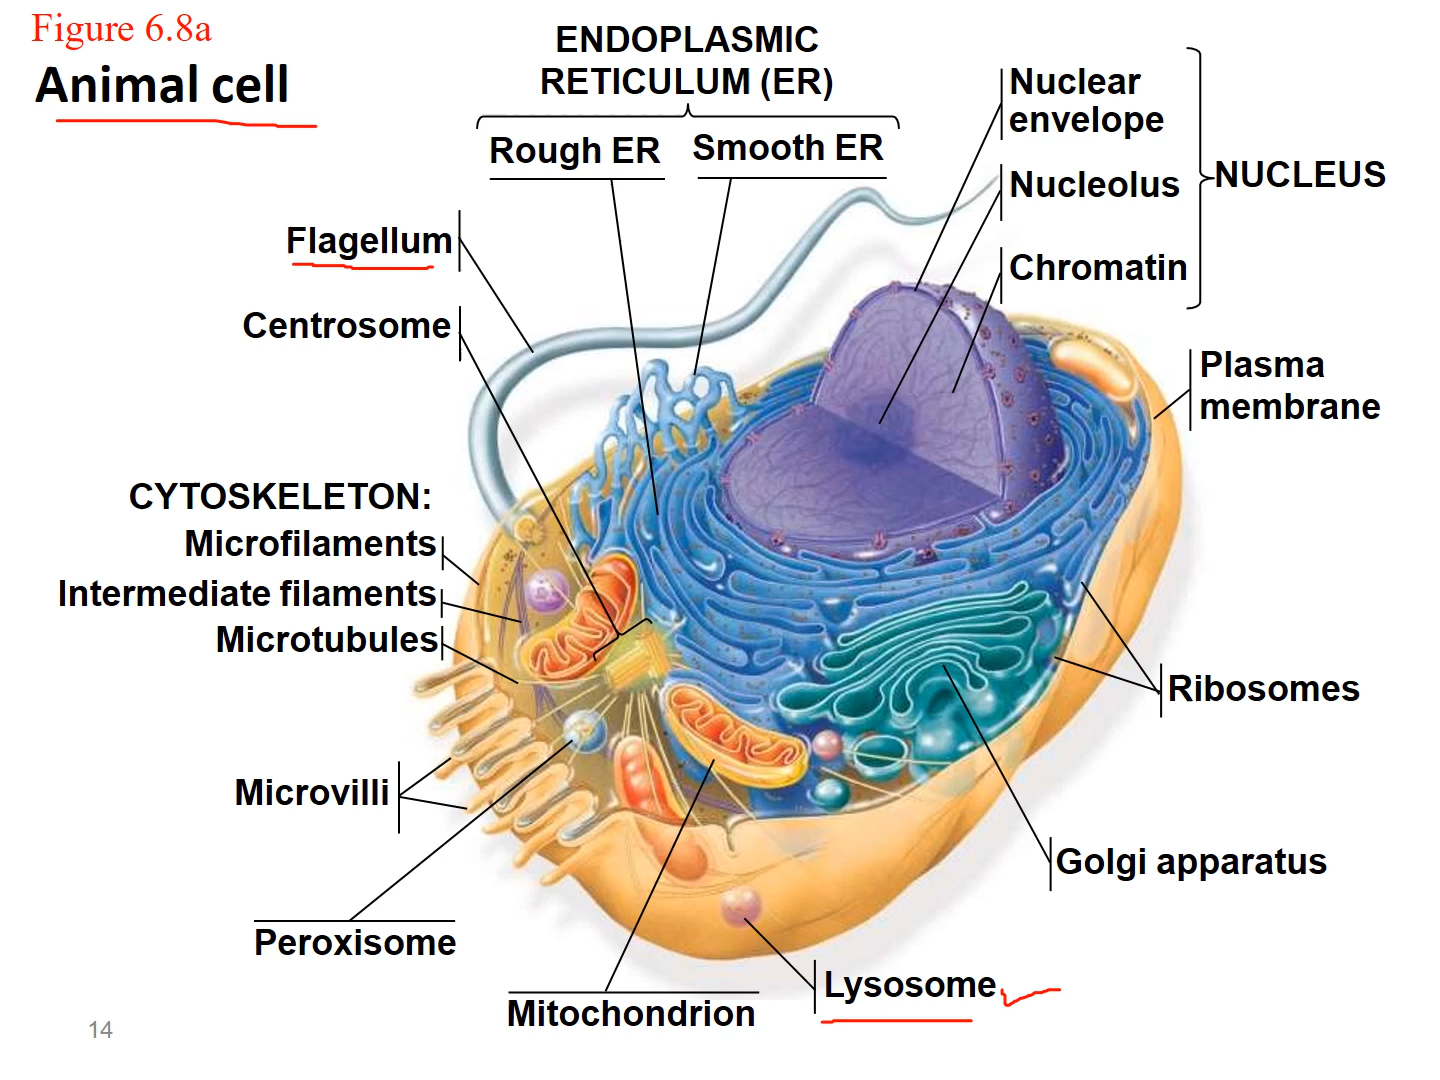 Figure 6.8a
Animal cell
ENDOPLASMIC
RETICULUM (ER)
Rough ER
Smooth ER
Nuclear
envelope
Nucleolus
Chromatin
NUCLEUS
Flagellum
Centrosome
Plasma
membrane
CYTOSKELETON:
Microfilaments
Intermediate filaments
Microtubules
Ribosomes
Microvilli
Golgi apparatus
Peroxisome
Mitochondrion
Lysosome
14